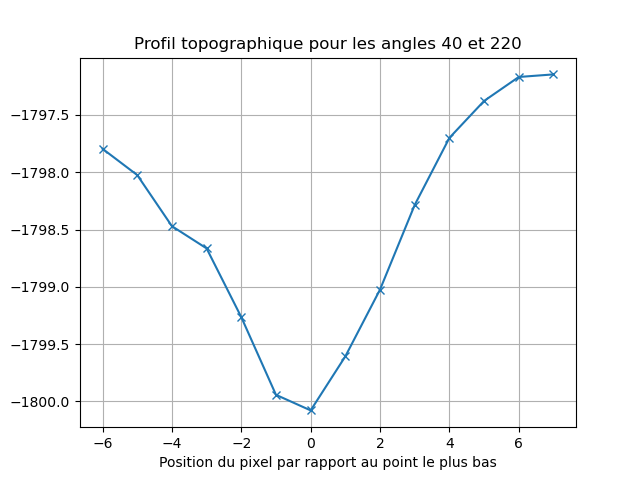 Profil topographique pour les angles 40 et 220
−1797.5
−1798.0
−1798.5
−1799.0
−1799.5
−1800.0
−6 −4 −2 0 2 4 6
Position du pixel par rapport au point le plus bas